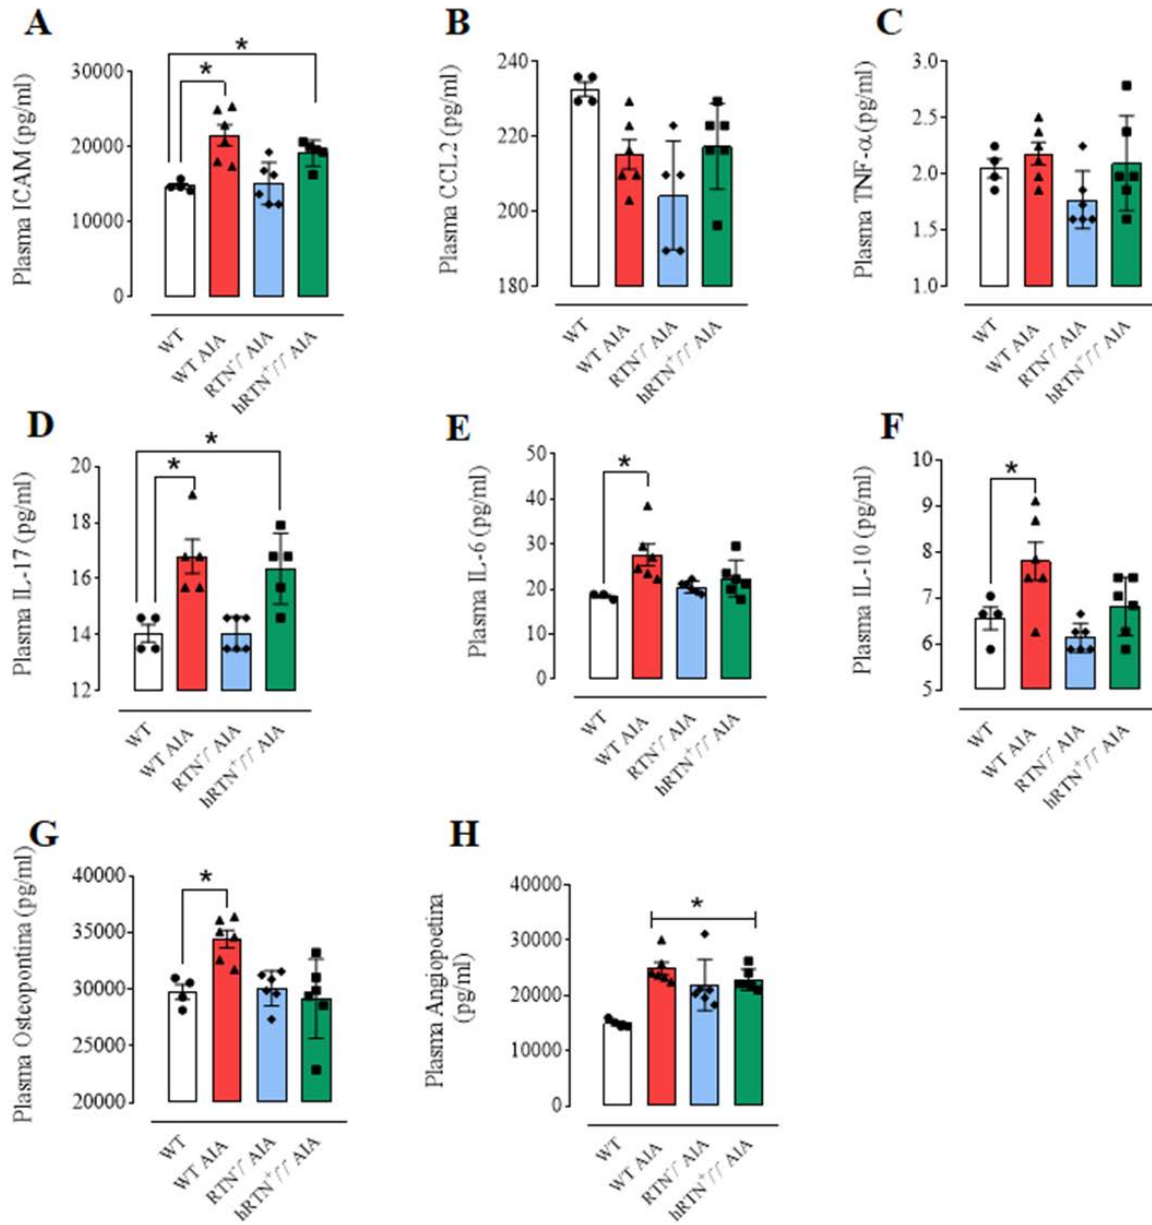 A
Plasma ICAM (pg/ml)
30000
20000
10000
0
*
*
WT
WT AIA
RTN⁻/⁻ AIA
hRTN⁺/⁻/⁻ AIA
B
Plasma CCL2 (pg/ml)
240
220
200
180
WT
WT AIA
RTN⁻/⁻ AIA
hRTN⁺/⁻/⁻ AIA
C
Plasma TNF-α (pg/ml)
3.0
2.5
2.0
1.5
1.0
WT
WT AIA
RTN⁻/⁻ AIA
hRTN⁺/⁻/⁻ AIA
D
Plasma IL-17 (pg/ml)
20
18
16
14
12
*
*
WT
WT AIA
RTN⁻/⁻ AIA
hRTN⁺/⁻/⁻ AIA
E
Plasma IL-6 (pg/ml)
50
40
30
20
10
0
*
WT
WT AIA
RTN⁻/⁻ AIA
hRTN⁺/⁻/⁻ AIA
F
Plasma IL-10 (pg/ml)
10
9
8
7
6
5
*
WT
WT AIA
RTN⁻/⁻ AIA
hRTN⁺/⁻/⁻ AIA
G
Plasma Osteopontina (pg/ml)
40000
35000
30000
25000
20000
*
WT
WT AIA
RTN⁻/⁻ AIA
hRTN⁺/⁻/⁻ AIA
H
Plasma Angiopoetina
(pg/ml)
40000
30000
20000
10000
0
*
WT
WT AIA
RTN⁻/⁻ AIA
hRTN⁺/⁻/⁻ AIA